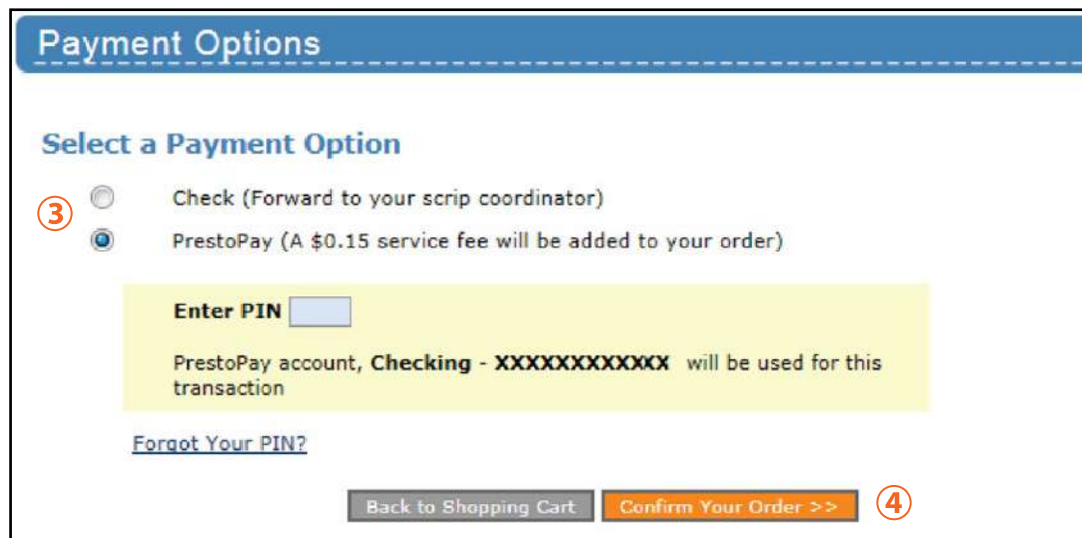 Payment Options
Select a Payment Option
③
Check (Forward to your scrip coordinator)
PrestoPay (A $0.15 service fee will be added to your order)
Enter PIN
PrestoPay account, Checking - XXXXXXXXXXXX will be used for this
transaction
Forgot Your PIN?
Back to Shopping Cart Confirm Your Order >> ④